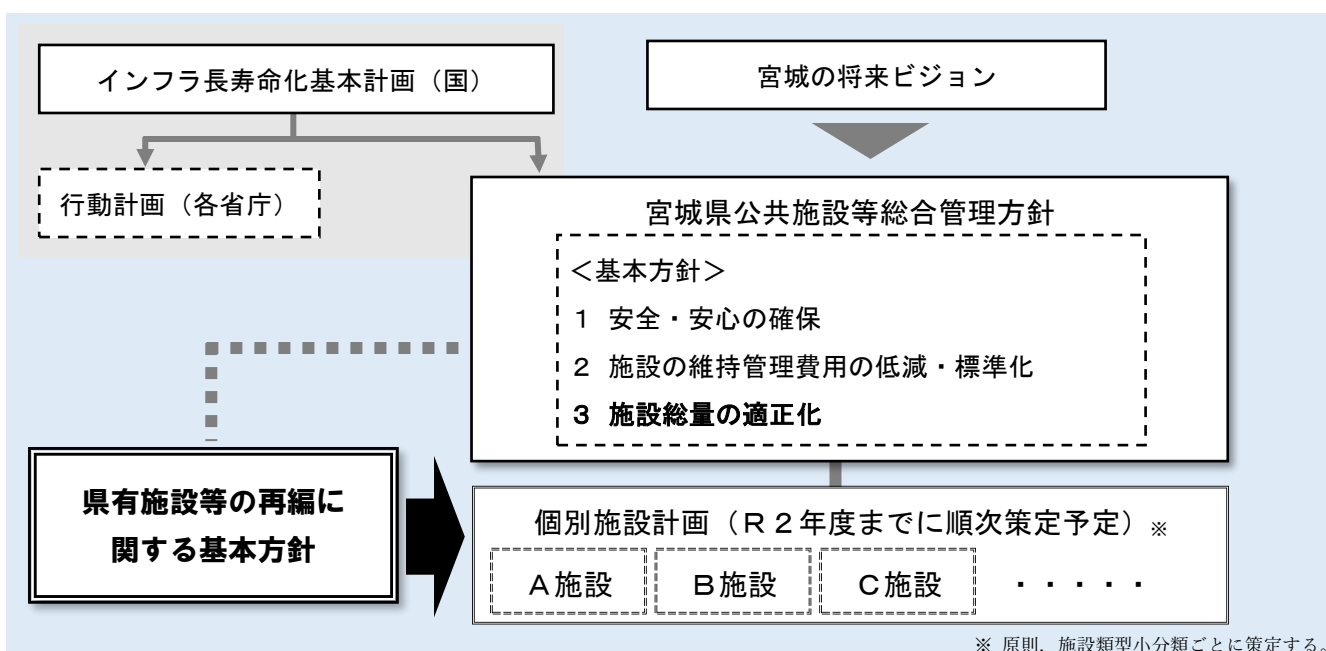 インフラ長寿命化基本計画（国）
宮城の将来ビジョン
行動計画（各省庁）
宮城県公共施設等総合管理方針
＜基本方針＞
１ 安全・安心の確保
２ 施設の維持管理費用の低減・標準化
３ 施設総量の適正化
県有施設等の再編に
関する基本方針
個別施設計画（Ｒ２年度までに順次策定予定）※
Ａ施設 Ｂ施設 Ｃ施設 ・・・・・
※ 原則，施設類型小分類ごとに策定する。